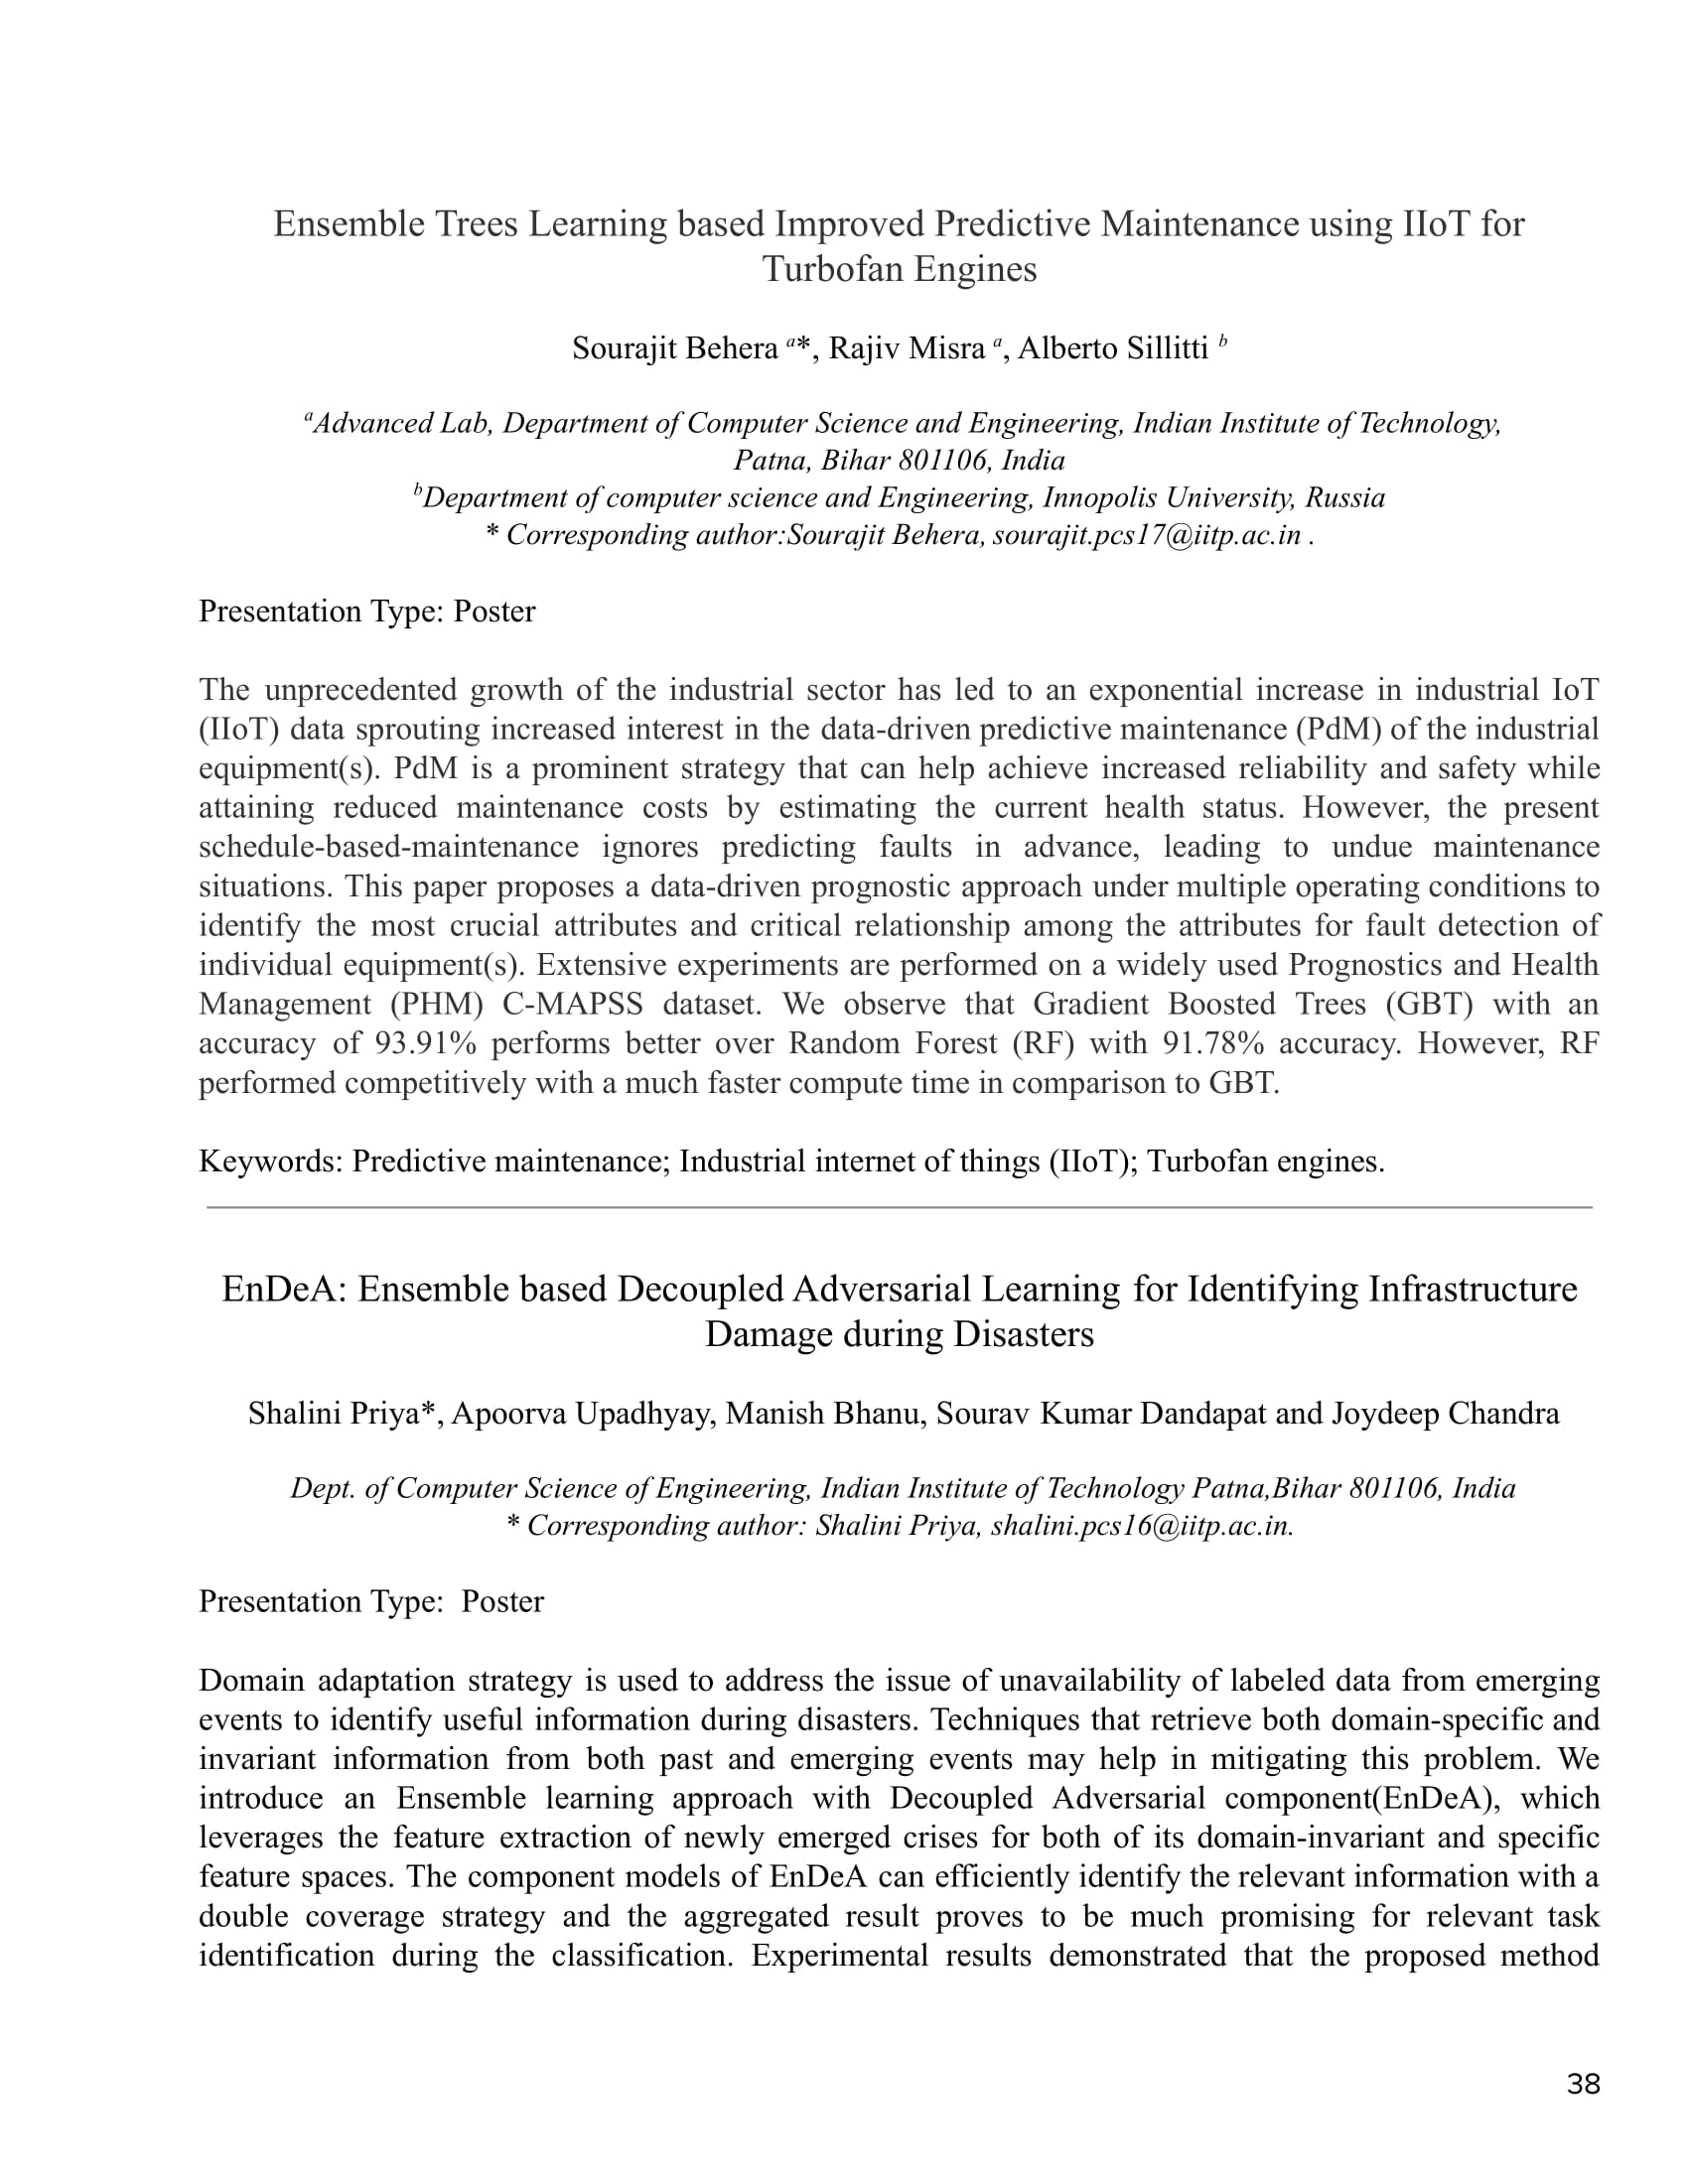 Ensemble Trees Learning based Improved Predictive Maintenance using IIoT for
Turbofan Engines
Sourajit Behera a*, Rajiv Misra a, Alberto Sillitti b
aAdvanced Lab, Department of Computer Science and Engineering, Indian Institute of Technology,
Patna, Bihar 801106, India
bDepartment of computer science and Engineering, Innopolis University, Russia
* Corresponding author:Sourajit Behera, sourajit.pcs17@iitp.ac.in .
Presentation Type: Poster
The unprecedented growth of the industrial sector has led to an exponential increase in industrial IoT
(IIoT) data sprouting increased interest in the data-driven predictive maintenance (PdM) of the industrial
equipment(s). PdM is a prominent strategy that can help achieve increased reliability and safety while
attaining reduced maintenance costs by estimating the current health status. However, the present
schedule-based-maintenance ignores predicting faults in advance, leading to undue maintenance
situations. This paper proposes a data-driven prognostic approach under multiple operating conditions to
identify the most crucial attributes and critical relationship among the attributes for fault detection of
individual equipment(s). Extensive experiments are performed on a widely used Prognostics and Health
Management (PHM) C-MAPSS dataset. We observe that Gradient Boosted Trees (GBT) with an
accuracy of 93.91% performs better over Random Forest (RF) with 91.78% accuracy. However, RF
performed competitively with a much faster compute time in comparison to GBT.
Keywords: Predictive maintenance; Industrial internet of things (IIoT); Turbofan engines.
EnDeA: Ensemble based Decoupled Adversarial Learning for Identifying Infrastructure
Damage during Disasters
Shalini Priya*, Apoorva Upadhyay, Manish Bhanu, Sourav Kumar Dandapat and Joydeep Chandra
Dept. of Computer Science of Engineering, Indian Institute of Technology Patna,Bihar 801106, India
* Corresponding author: Shalini Priya, shalini.pcs16@iitp.ac.in.
Presentation Type:  Poster
Domain adaptation strategy is used to address the issue of unavailability of labeled data from emerging
events to identify useful information during disasters. Techniques that retrieve both domain-specific and
invariant information from both past and emerging events may help in mitigating this problem. We
introduce an Ensemble learning approach with Decoupled Adversarial component(EnDeA), which
leverages the feature extraction of newly emerged crises for both of its domain-invariant and specific
feature spaces. The component models of EnDeA can efficiently identify the relevant information with a
double coverage strategy and the aggregated result proves to be much promising for relevant task
identification during the classification. Experimental results demonstrated that the proposed method
38